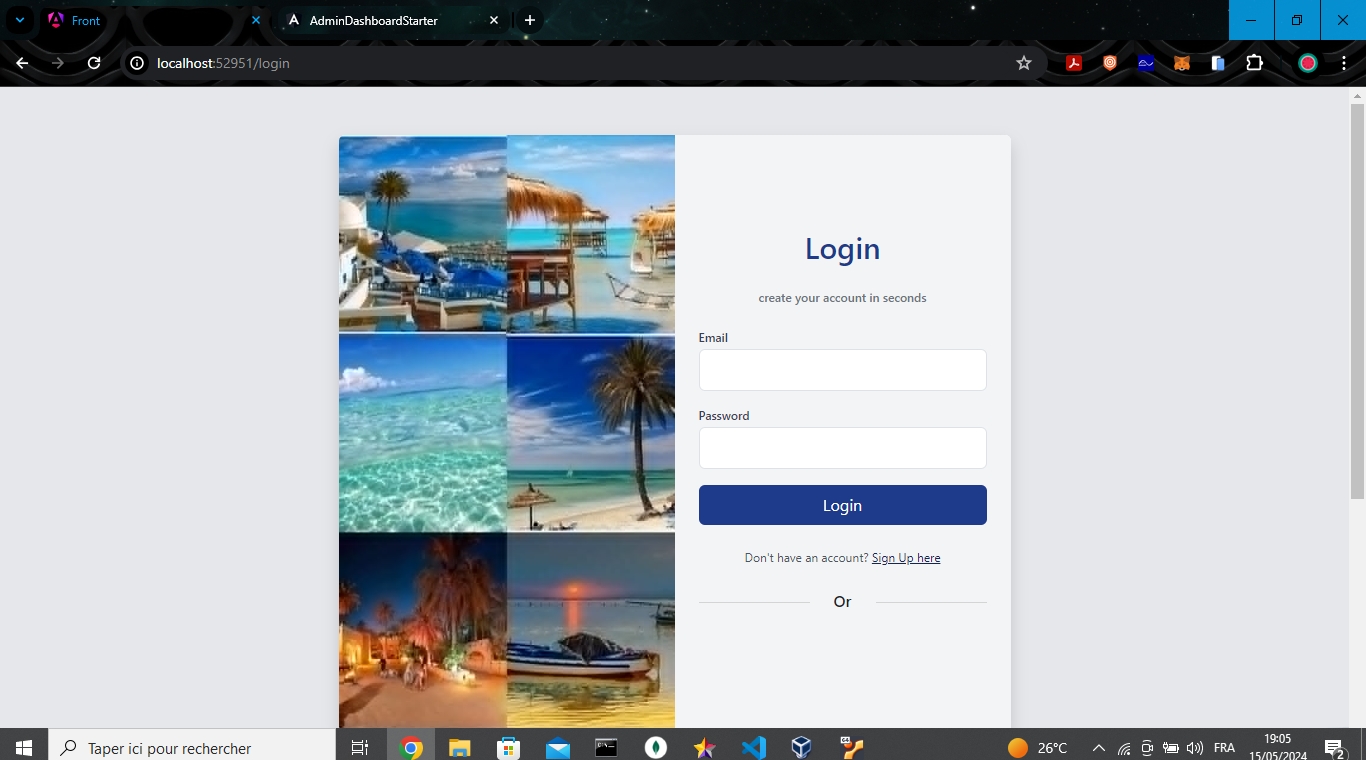 Front
AdminDashboardStarter
localhost:52951/login
Login
create your account in seconds
Email
Password
Login
Don't have an account? Sign Up here
Or
Taper ici pour rechercher
26°C
FRA
19:05
15/05/2024
2